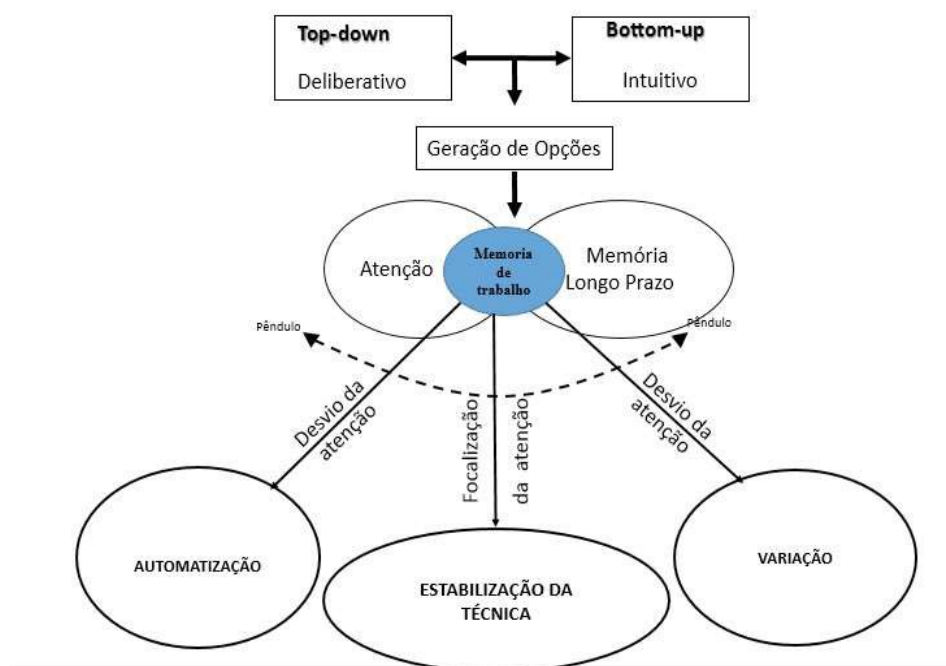 Top-down
Deliberativo
Bottom-up
Intuitivo
Geração de Opções
Atenção
Memoria
de
trabalho
Memória
Longo Prazo
Pêndulo
Pêndulo
Desvio da
atenção
Focalização
da atenção
Desvio da
atenção
AUTOMATIZAÇÃO
ESTABILIZAÇÃO DA
TÉCNICA
VARIAÇÃO